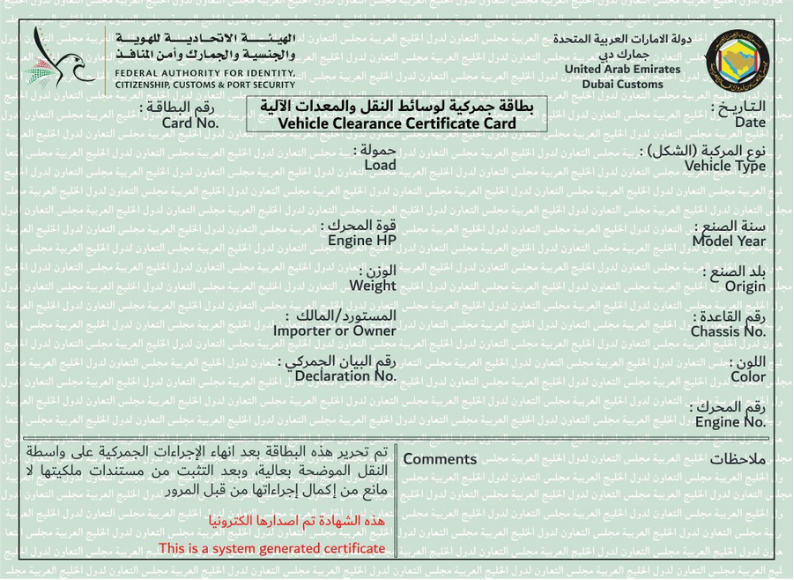 الهيئــــة الاتحـاديــــة للهويــة
والجنسية والجمارك وأمن المنافذ
FEDERAL AUTHORITY FOR IDENTITY,
CITIZENSHIP, CUSTOMS & PORT SECURITY
دولة الامارات العربية المتحدة
جمارك دبي
United Arab Emirates
Dubai Customs
بطاقة جمركية لوسائط النقل والمعدات الآلية
Vehicle Clearance Certificate Card
رقم البطاقـة :
Card No.
التـاريـخ :
Date
نوع المركبة (الشكل) :
Vehicle Type
حمولة :
Load
سنة الصنع :
Model Year
قوة المحرك :
Engine HP
بلد الصنع :
Origin
الوزن :
Weight
رقم القاعدة :
Chassis No.
المستورد/المالك :
Importer or Owner
اللون :
Color
رقم البيان الجمركي :
Declaration No.
رقم المحرك :
Engine No.
ملاحظات
Comments
تم تحرير هذه البطاقة بعد انهاء الإجراءات الجمركية على واسطة
النقل الموضحة بعالية، وبعد التثبت من مستندات ملكيتها لا
مانع من إكمال إجراءاتها من قبل المرور
هذه الشهادة تم اصدارها الكترونيا
This is a system generated certificate